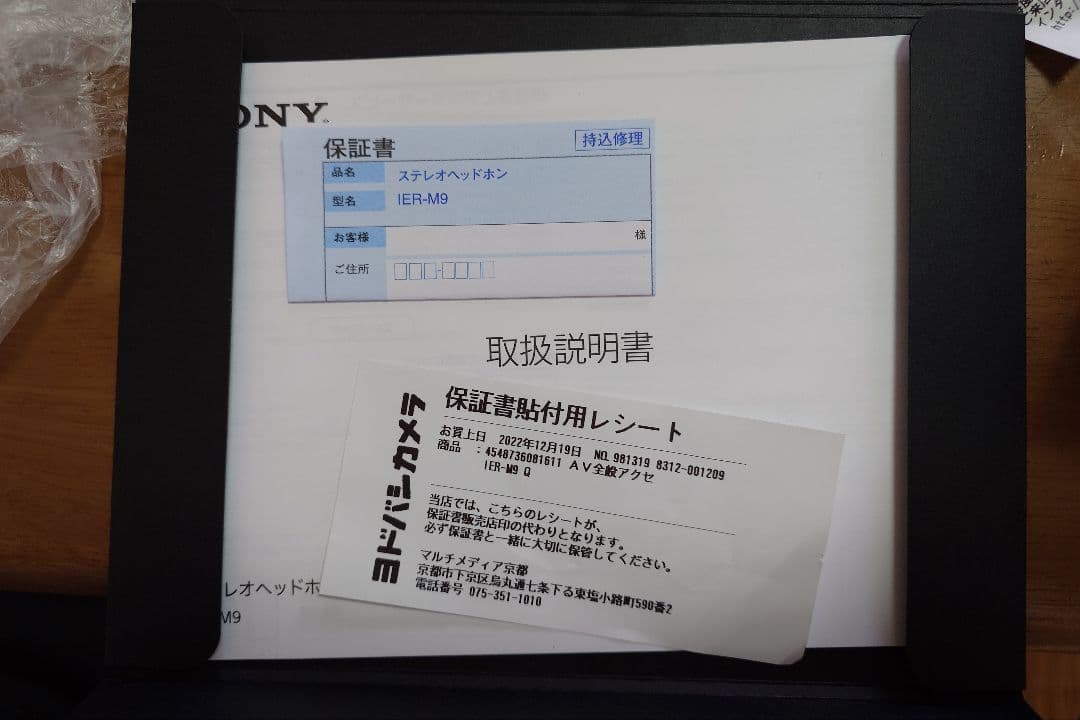 SONY
保証書
持込修理
品名 ステレオヘッドホン
型名 IER-M9
お客様 様
ご住所
取扱説明書
ヨドバシカメラ
保証書貼付用レシート
お買上日 2022年12月19日 No. 981319 8312-001209
商品 :4548736081611 AV全般アクセ
IER-M9 Q
当店では、こちらのレシートが、
保証書販売店印の代わりとなります。
必ず保証書と一緒に大切に保管してください。
マルチメディア京都
京都市下京区烏丸通七条下る東塩小路町590番2
電話番号 075-351-1010
レオヘッドホ
M9
インタ
http:/